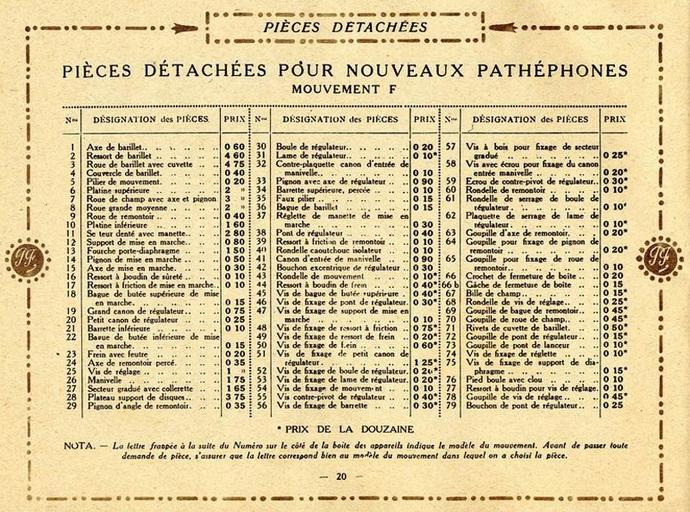 PIÈCES DÉTACHÉES
PIÈCES DÉTACHÉES POUR NOUVEAUX PATHÉPHONES
MOUVEMENT F
Nos DÉSIGNATION des PIÈCES PRIX
1 Axe de barillet 0 60
2 Ressort de barillet 4 60
3 Roue de barillet avec cuvette 4 75
4 Couvercle de barillet 0 40
5 Pilier de mouvement 0 20
6 Platine supérieure 2 »
7 Roue de champ avec axe et pignon 3 »
8 Roue grande moyenne 2 »
9 Roue de remontoir 0 40
10 Platine inférieure 1 60
11 Secteur denté avec manette 2 80
12 Support de mise en marche 0 80
13 Fourche porte-diaphragme 1 50
14 Pignon de mise en marche 0 50
15 Axe de mise en marche 0 30
16 Ressort à boudin de sûreté 0 10
17 Ressort à friction de mise en marche 0 10
18 Bague de butée supérieure de mise
en marche 0 15
19 Grand canon de régulateur 0 75
20 Petit canon de régulateur 0 25
21 Barrette inférieure 0 10
22 Bague de butée inférieure de mise
en marche 0 15
23 Frein avec feutre 0 20
24 Axe de remontoir percé 0 35
25 Vis de réglage 1 »
26 Manivelle 1 75
27 Secteur gradué avec collerette 1 65
28 Plateau support de disques 3 75
29 Pignon d'angle de remontoir 0 35
Nos DÉSIGNATION des PIÈCES PRIX
30 Boule de régulateur 0 20
31 Lame de régulateur 0 10*
32 Contre-plaquette canon d'entrée de
manivelle 0 10
33 Pignon avec axe de régulateur 0 90
34 Barrette supérieure, percée 0 10
35 Faux pilier 0 15
36 Bague de barillet 0 15
37 Réglette de manette de mise en
marche 0 30
38 Pont de régulateur 0 40
39 Ressort à friction de remontoir 0 10
40 Rondelle caoutchouc isolateur 0 10
41 Canon d'entrée de manivelle 0 90
42 Bouchon excentrique de régulateur 0 30
43 Rondelle de mouvement 0 10*
44 Ressort à boudin de frein 0 40*
45 Vis de bague de butée supérieure 0 40*
46 Vis de fixage de pont de régulateur 0 30*
47 Vis de fixage de support de mise en
marche 0 10
48 Vis de fixage de ressort à friction 0 75*
49 Vis de fixage de ressort de frein 0 20*
50 Vis de fixage de frein 0 60*
51 Vis de fixage de petit canon de
régulateur 1 25*
52 Vis de fixage de boule de régulateur 0 20*
53 Vis de fixage de lame de régulateur 0 20*
54 Vis de fixage de mouvement 0 10
55 Vis contre-pivot de régulateur 0 40*
56 Vis de fixage de barrette 0 30*
Nos DÉSIGNATION des PIÈCES PRIX
57 Vis à bois pour fixage de secteur
gradué 0 25*
58 Vis avec écrou pour fixage du canon
entrée manivelle 0 20*
59 Ecrou de contre-pivot de régulateur 0 30*
60 Rondelle de remontoir 0 10*
61 Rondelle de serrage de boule de
régulateur 0 10*
62 Plaquette de serrage de lame de
régulateur 0 10*
63 Goupille d'axe de remontoir 0 20*
64 Goupille pour fixage de pignon de
remontoir 0 20*
65 Goupille pour fixage de roue de
remontoir 0 10
66 Crochet de fermeture de boîte 0 20
66 b Gâche de fermeture de boîte 0 15
67 Bille de champ 0 15*
68 Rondelle de vis de réglage 0 25*
69 Goupille de bague de remontoir 0 45*
70 Goupille de roue de champ 0 45*
71 Rivets de cuvette de barillet 0 50*
72 Goupille de pont de régulateur 0 15*
73 Goupille de pont de lanceur 0 10*
74 Vis de fixage de réglette 0 10*
75 Vis de fixage de support de dia-
phragme 0 15*
76 Pied boule avec clou 0 10
77 Ressort à boudin pour vis de réglage 0 10
78 Goupille de vis de réglage 0 45*
79 Bouchon de pont de régulateur 0 25
* PRIX DE LA DOUZAINE
NOTA. — La lettre frappée à la suite du Numéro sur le côté de la boîte des appareils indique le modèle du mouvement. Avant de passer toute
demande de pièce, s'assurer que la lettre correspond bien au modèle du mouvement dans lequel on a choisi la pièce.
— 20 —